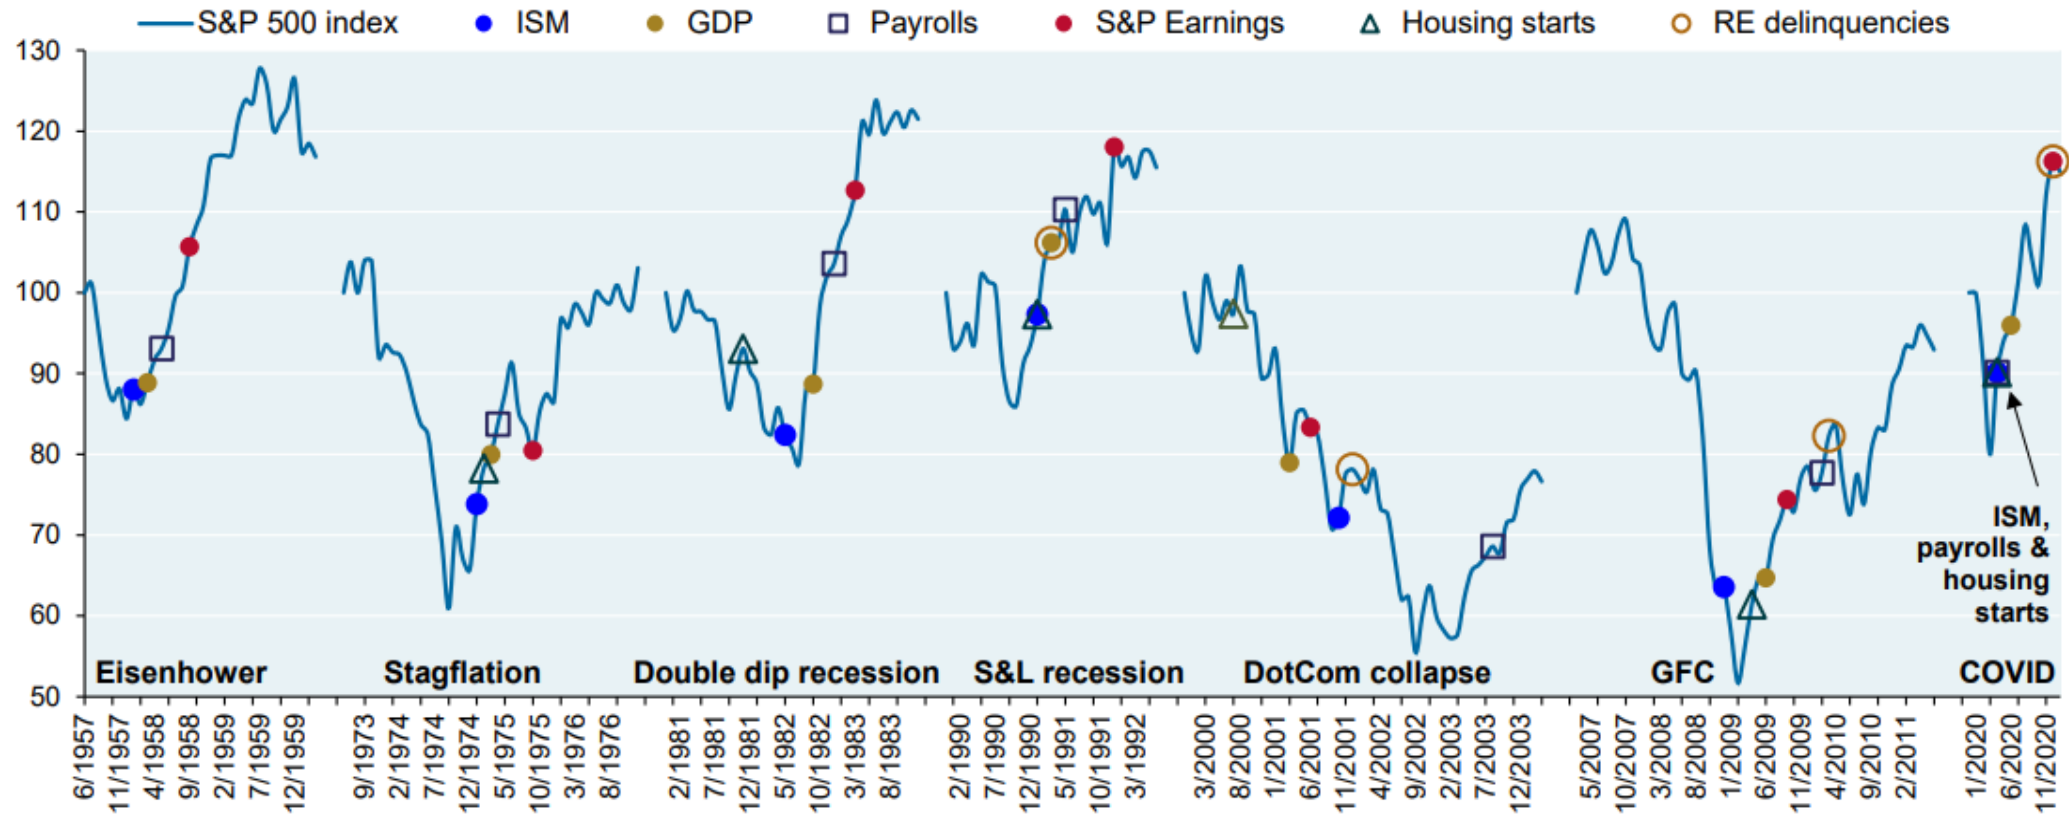 S&P 500 index ISM GDP Payrolls S&P Earnings Housing starts RE delinquencies
130
120
110
100
90
80
70
60
50
ISM,
payrolls &
housing
starts
Eisenhower Stagflation Double dip recession S&L recession DotCom collapse GFC COVID
6/1957 11/1957 4/1958 9/1958 2/1959 7/1959 12/1959 9/1973 2/1974 7/1974 12/1974 5/1975 10/1975 3/1976 8/1976 2/1981 7/1981 12/1981 5/1982 10/1982 3/1983 8/1983 2/1990 7/1990 12/1990 5/1991 10/1991 3/1992 3/2000 8/2000 1/2001 6/2001 11/2001 4/2002 9/2002 2/2003 7/2003 12/2003 5/2007 10/2007 3/2008 8/2008 1/2009 6/2009 11/2009 4/2010 9/2010 2/2011 1/2020 6/2020 11/2020